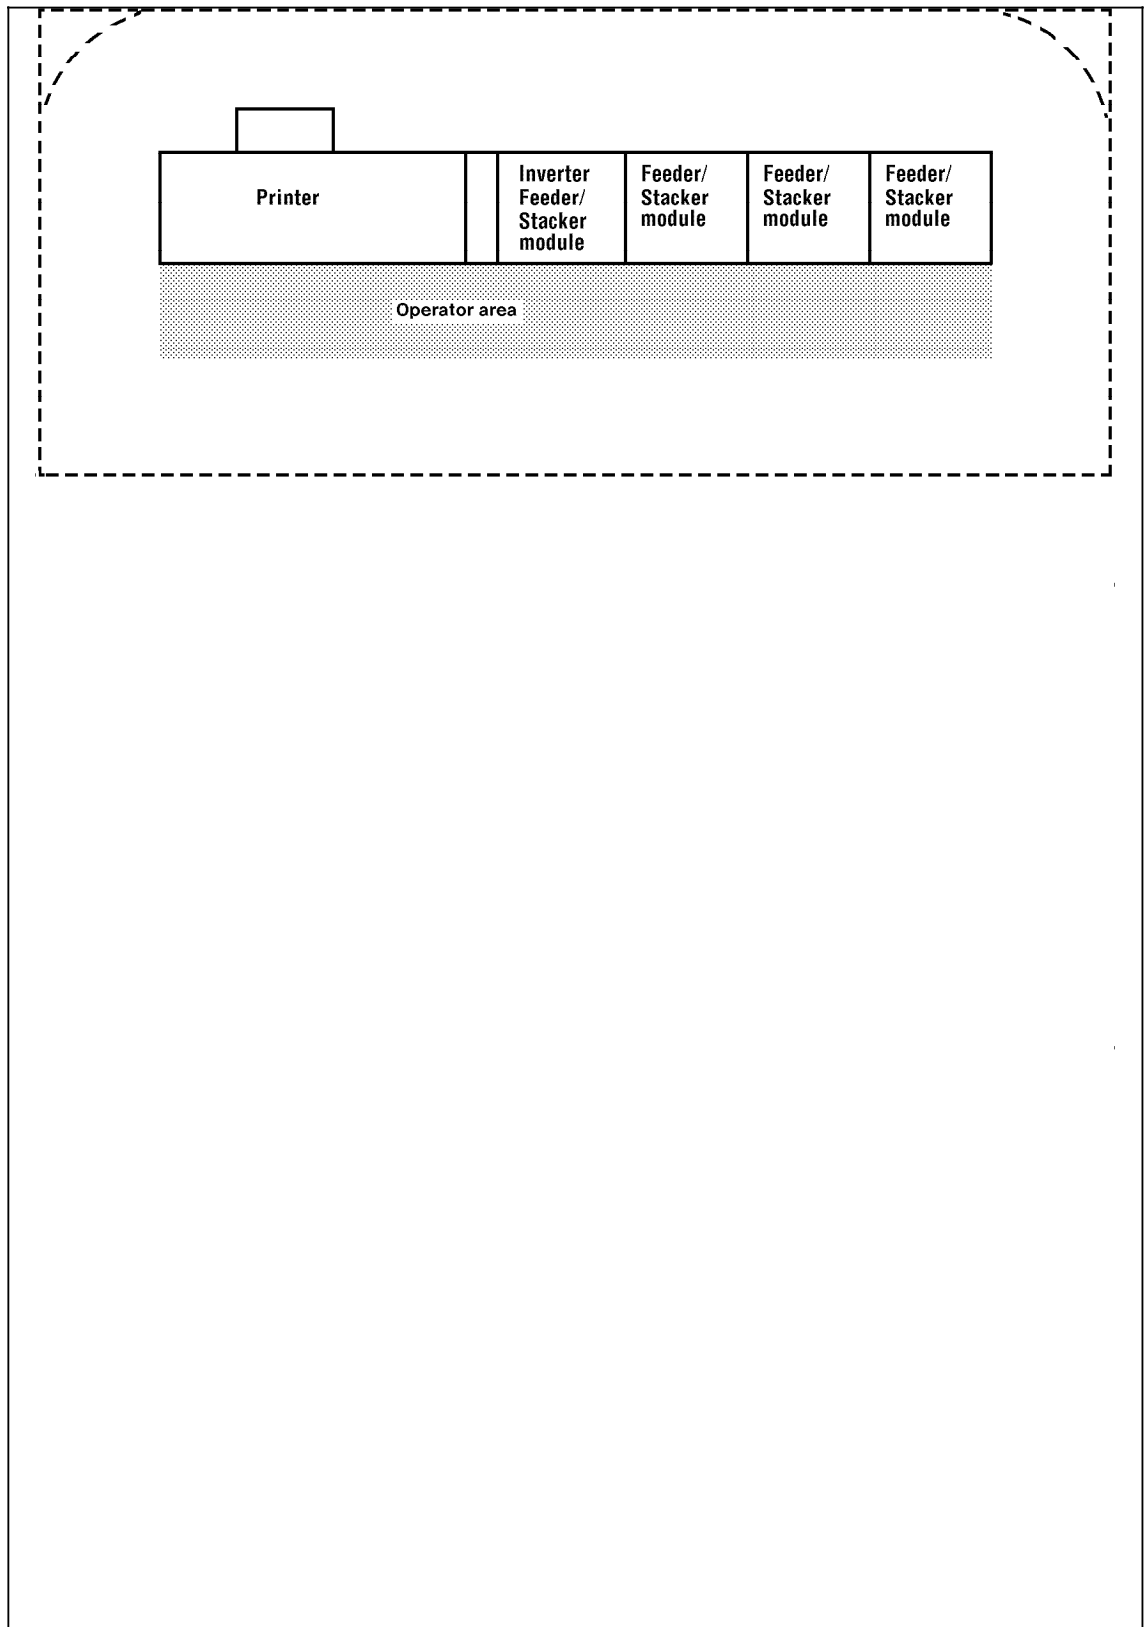 Printer
Inverter
Feeder/
Stacker
module
Feeder/
Stacker
module
Feeder/
Stacker
module
Feeder/
Stacker
module
Operator area